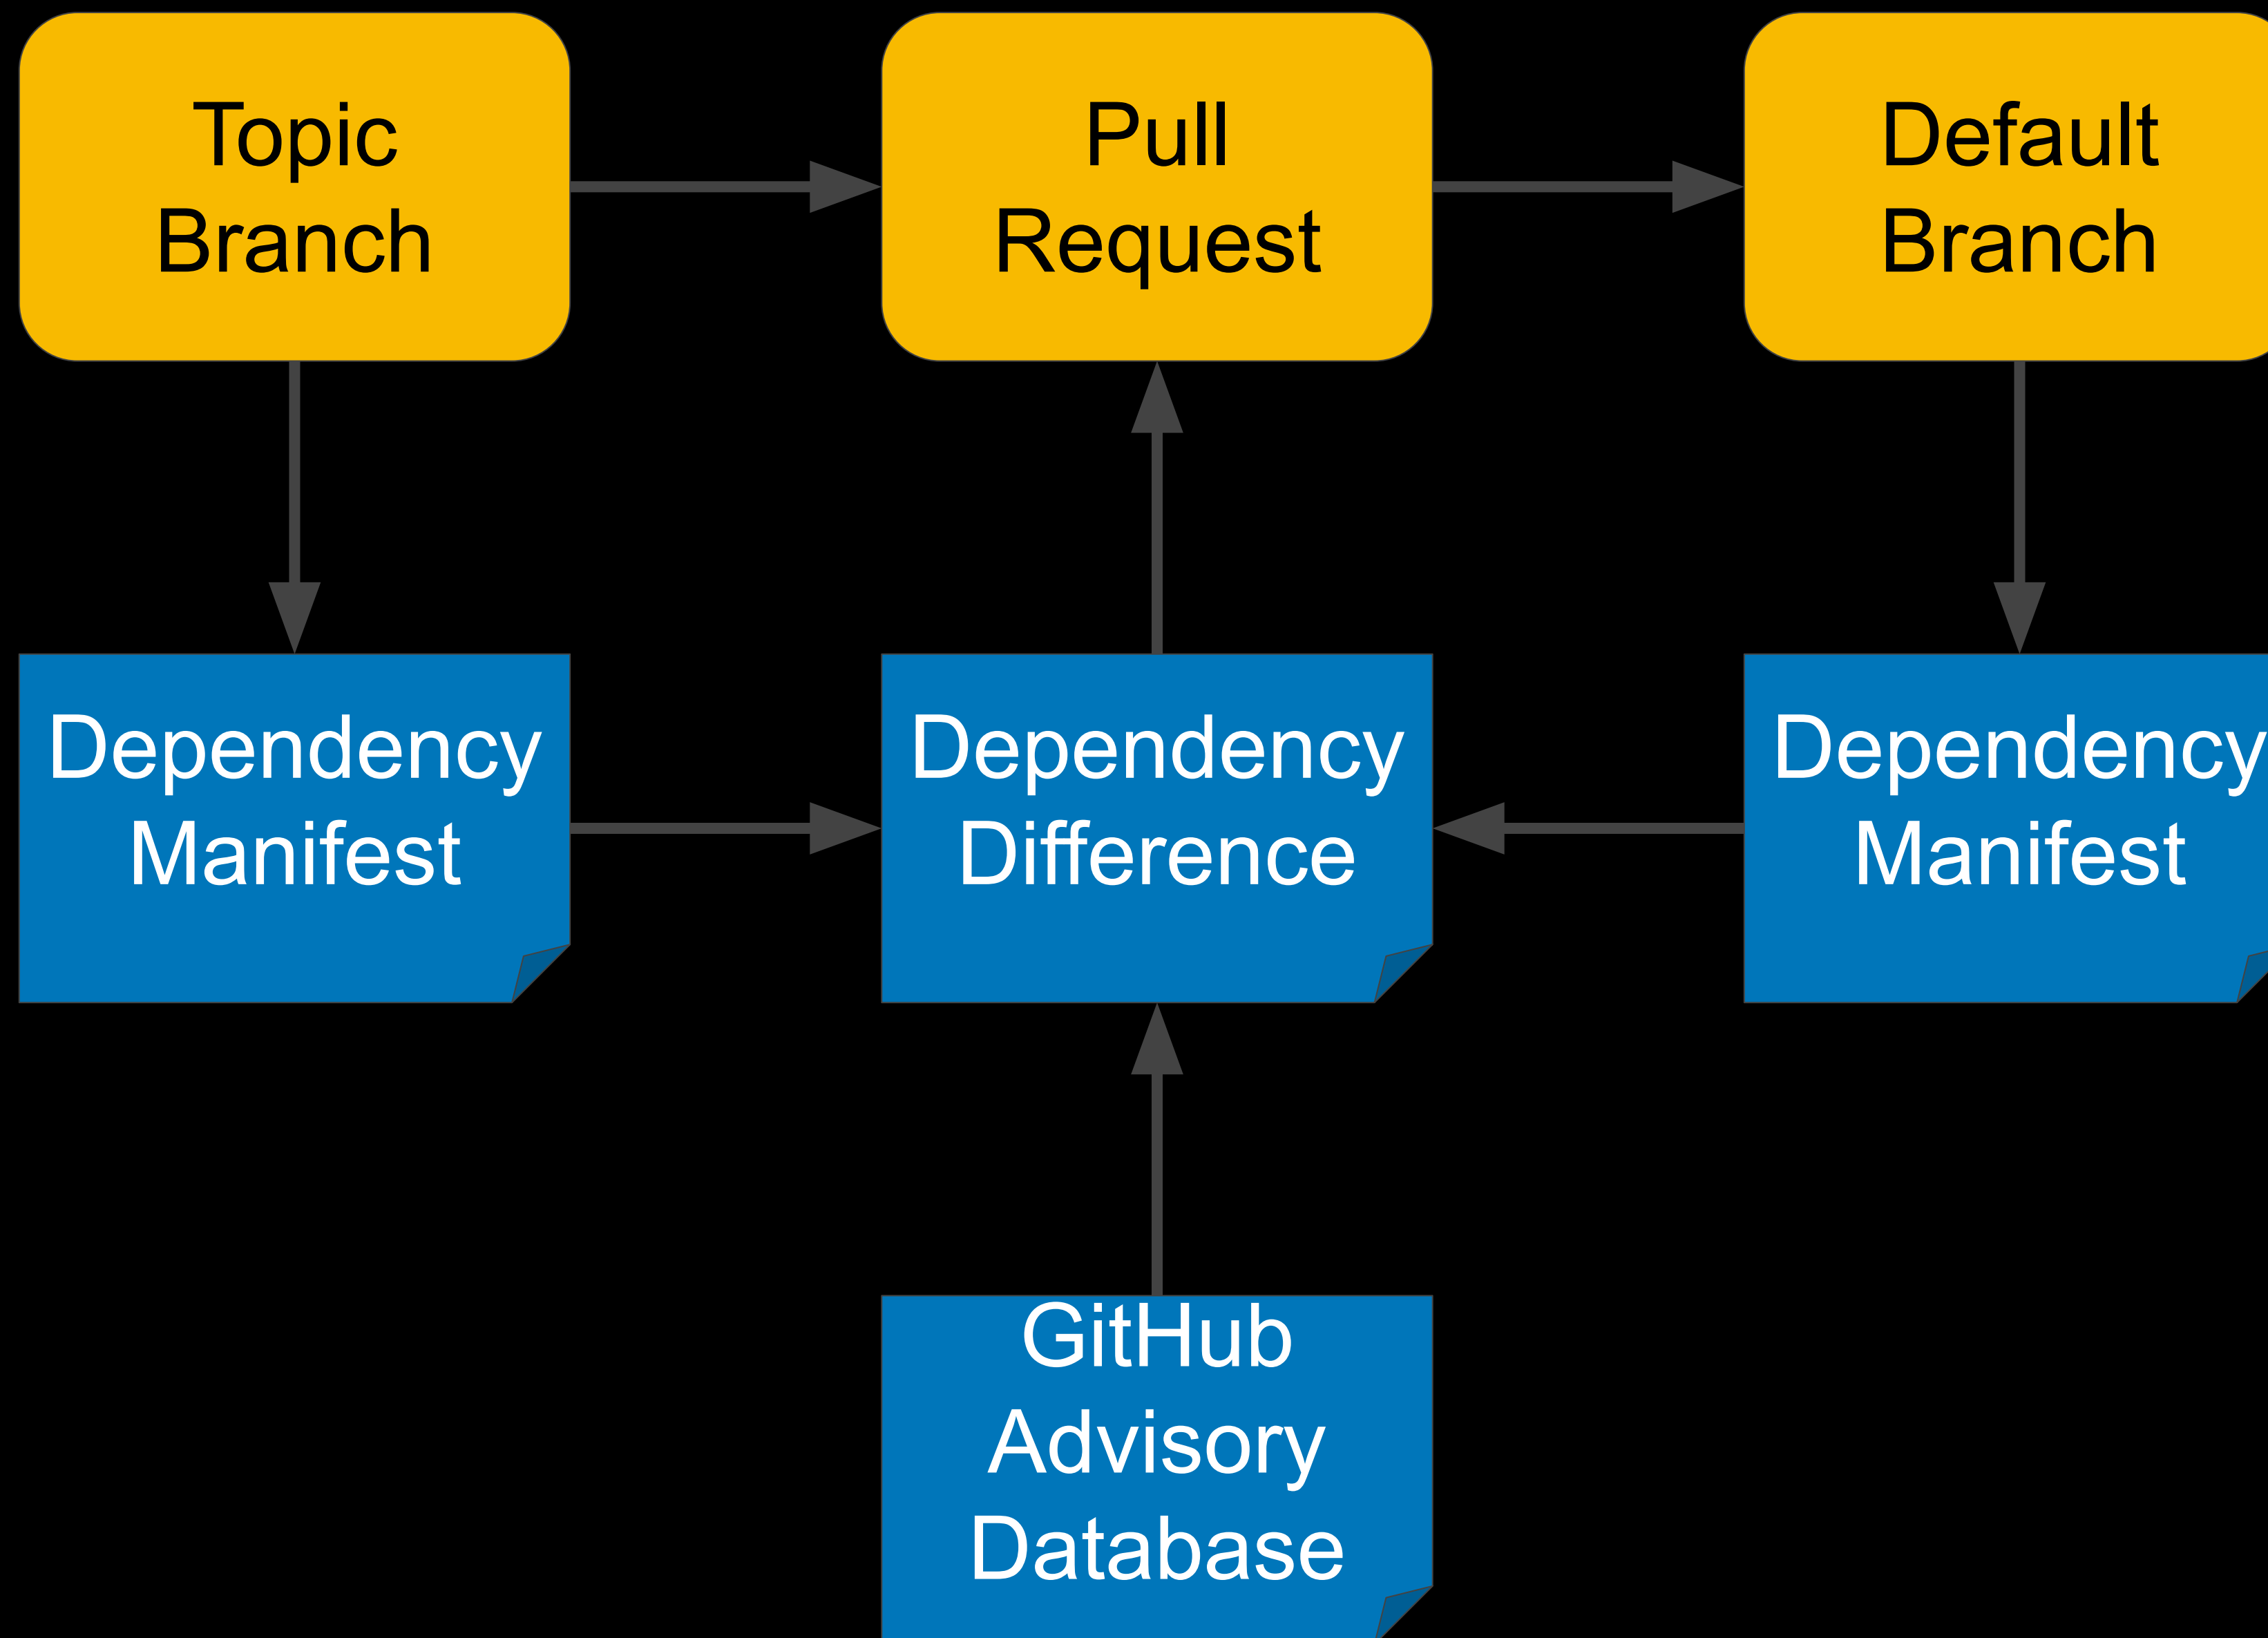 Topic
Branch
Pull
Request
Default
Branch
Dependency
Manifest
Dependency
Difference
Dependency
Manifest
GitHub
Advisory
Database